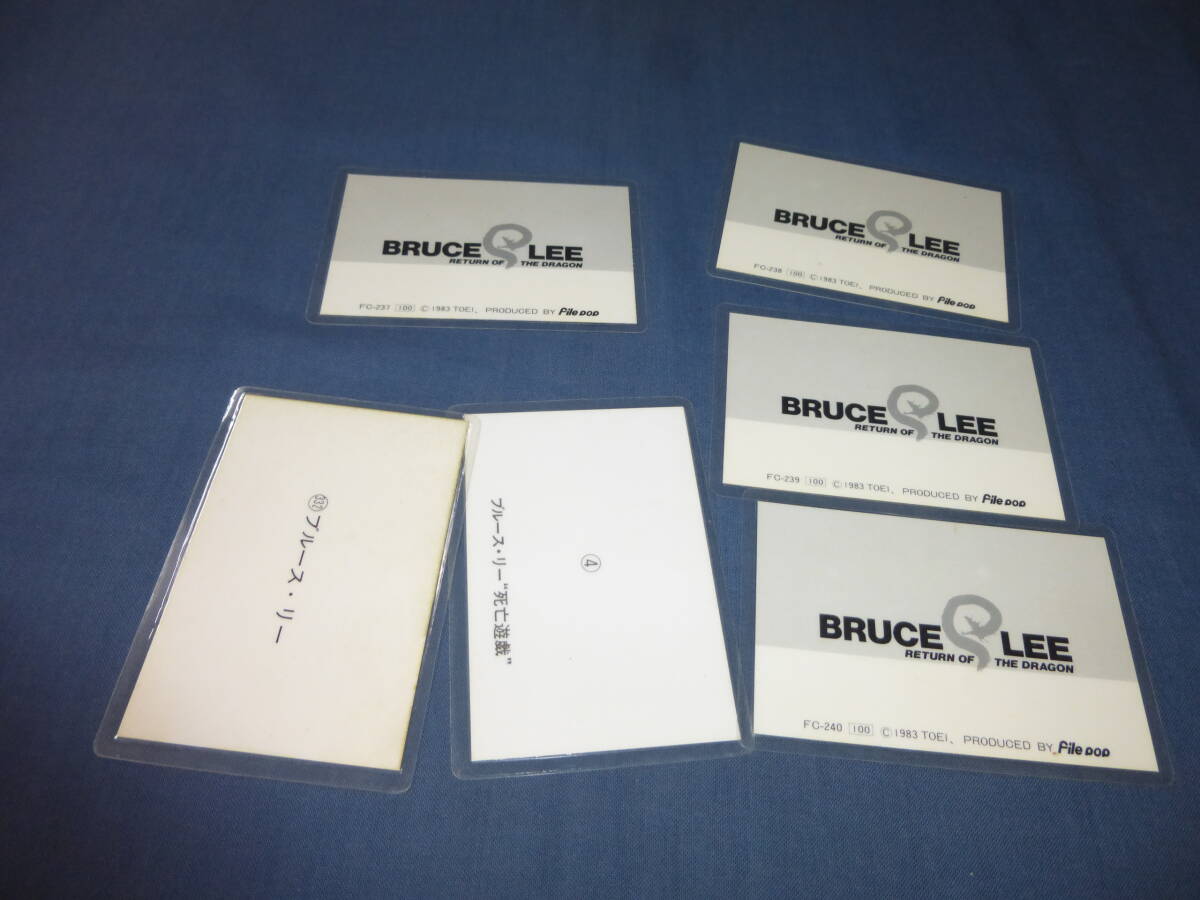 BRUCE LEE
RETURN OF THE DRAGON
FC-237 100 © 1983 TOEI, PRODUCED BY File POP
BRUCE LEE
RETURN OF THE DRAGON
FC-238 100 © 1983 TOEI, PRODUCED BY File POP
BRUCE LEE
RETURN OF THE DRAGON
FC-239 100 © 1983 TOEI, PRODUCED BY File POP
BRUCE LEE
RETURN OF THE DRAGON
FC-240 100 © 1983 TOEI, PRODUCED BY File POP
ブルース・リー
④
ブルース・リー"死亡遊戯"